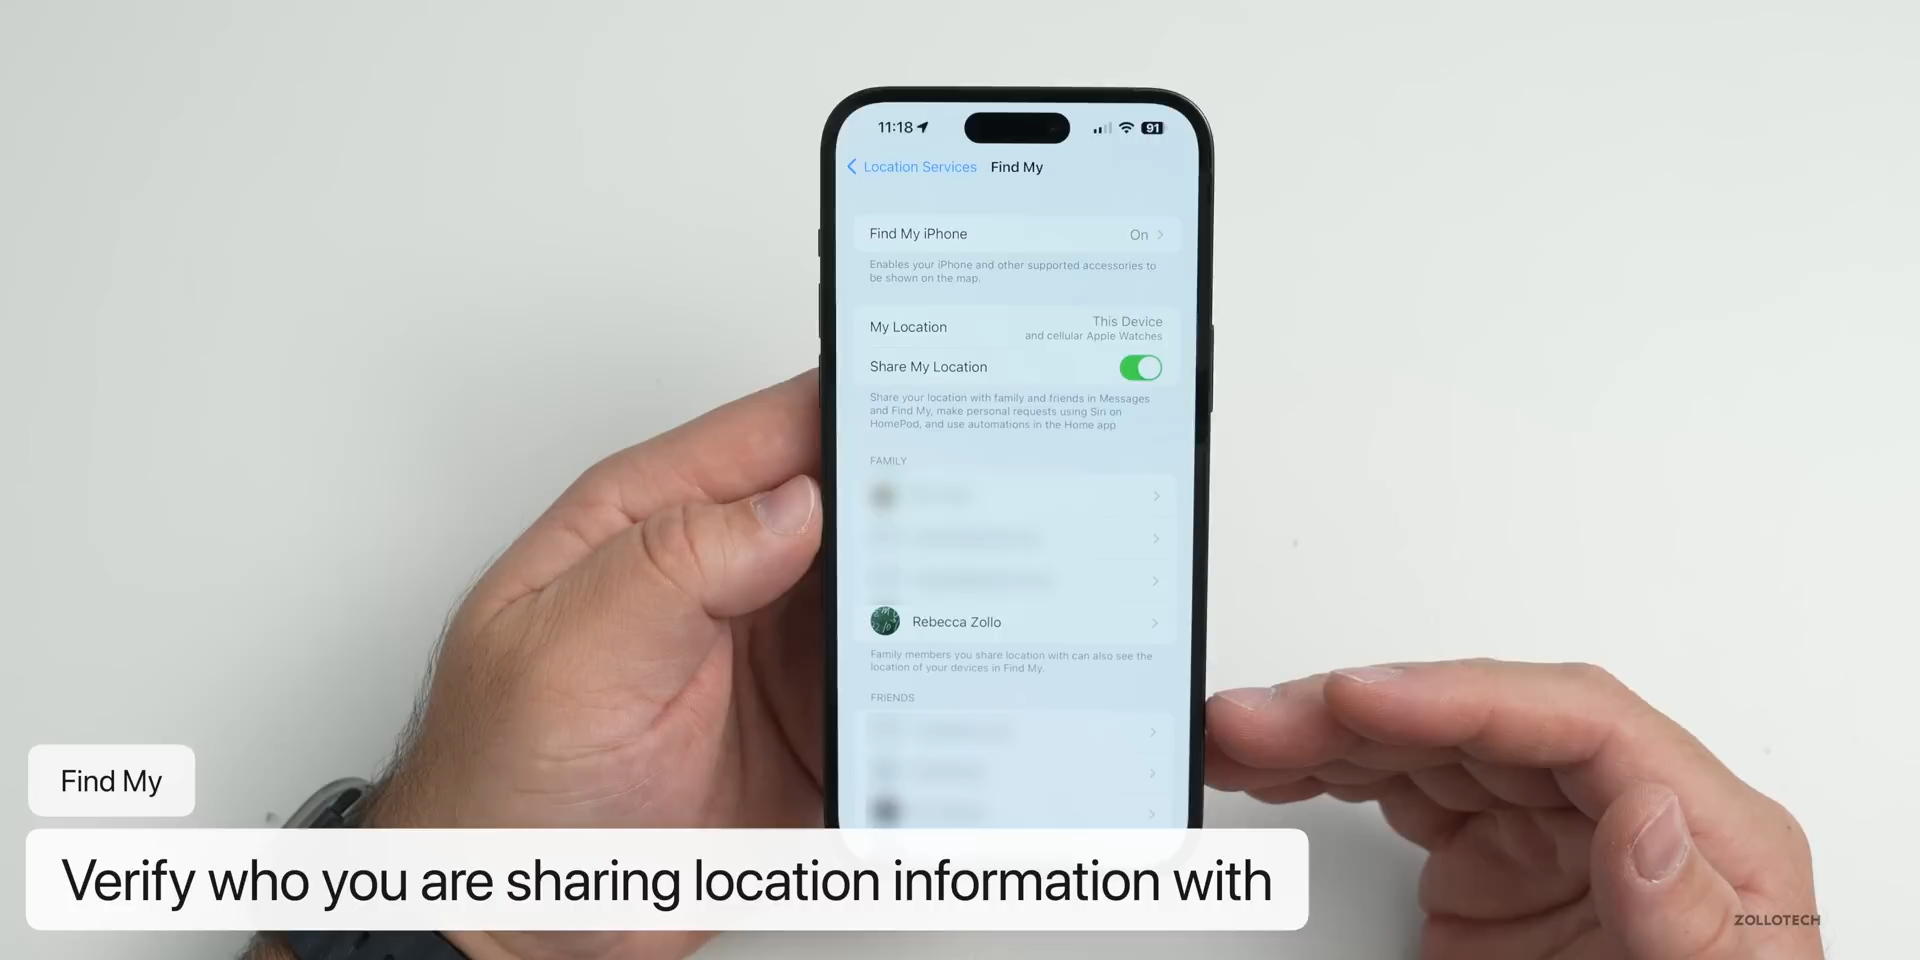 11:18
91
Location Services Find My
Find My iPhone On
Enables your iPhone and other supported accessories to
be shown on the map.
My Location This Device
and cellular Apple Watches
Share My Location
Share your location with family and friends in Messages
and Find My, make personal requests using Siri on
HomePod, and use automations in the Home app
FAMILY
Rebecca Zollo
Family members you share location with can also see the
location of your devices in Find My.
FRIENDS
Find My
Verify who you are sharing location information with
ZOLLOTECH